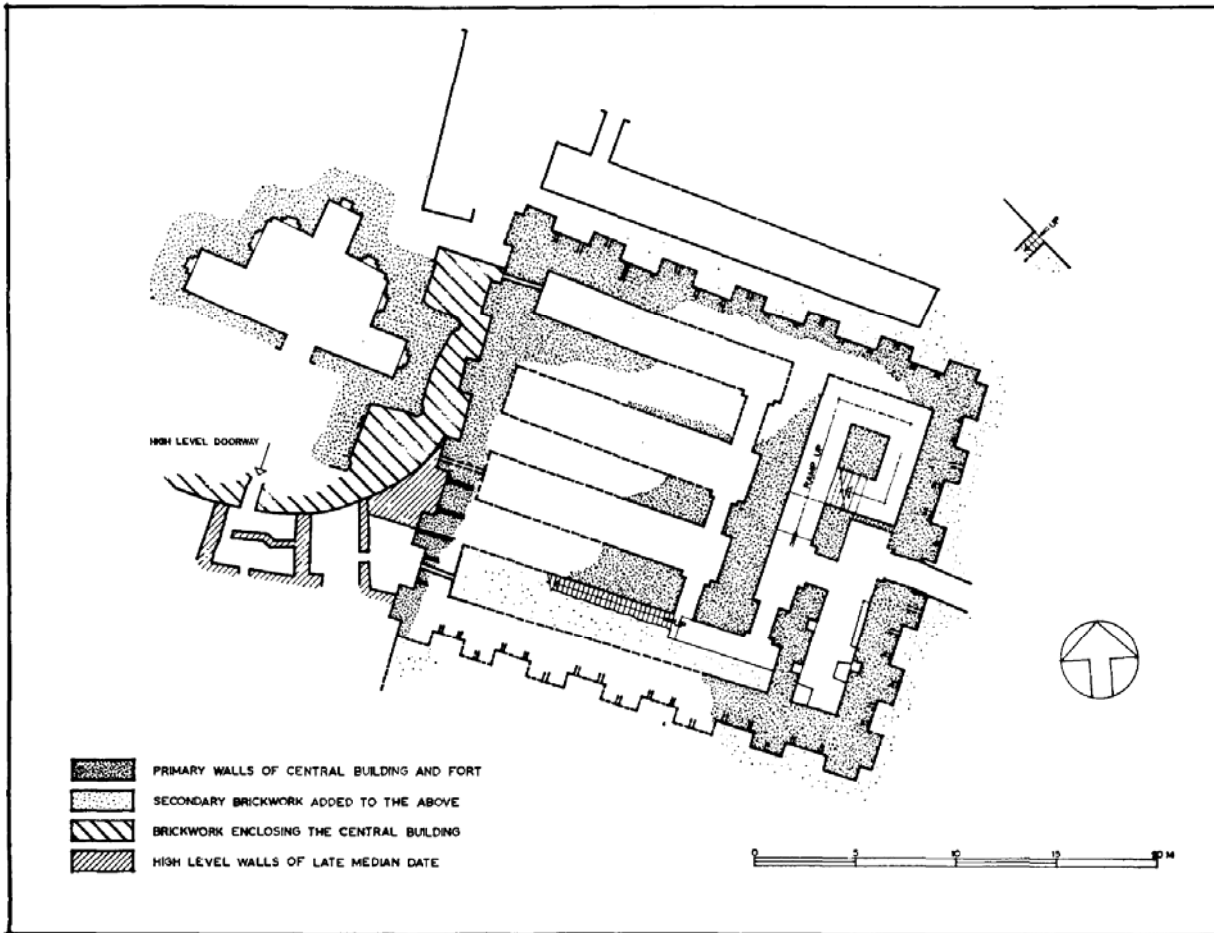 UP
HIGH LEVEL DOORWAY
RAMP UP
PRIMARY WALLS OF CENTRAL BUILDING AND FORT
SECONDARY BRICKWORK ADDED TO THE ABOVE
BRICKWORK ENCLOSING THE CENTRAL BUILDING
HIGH LEVEL WALLS OF LATE MEDIAN DATE
0 5 10 15 20 M